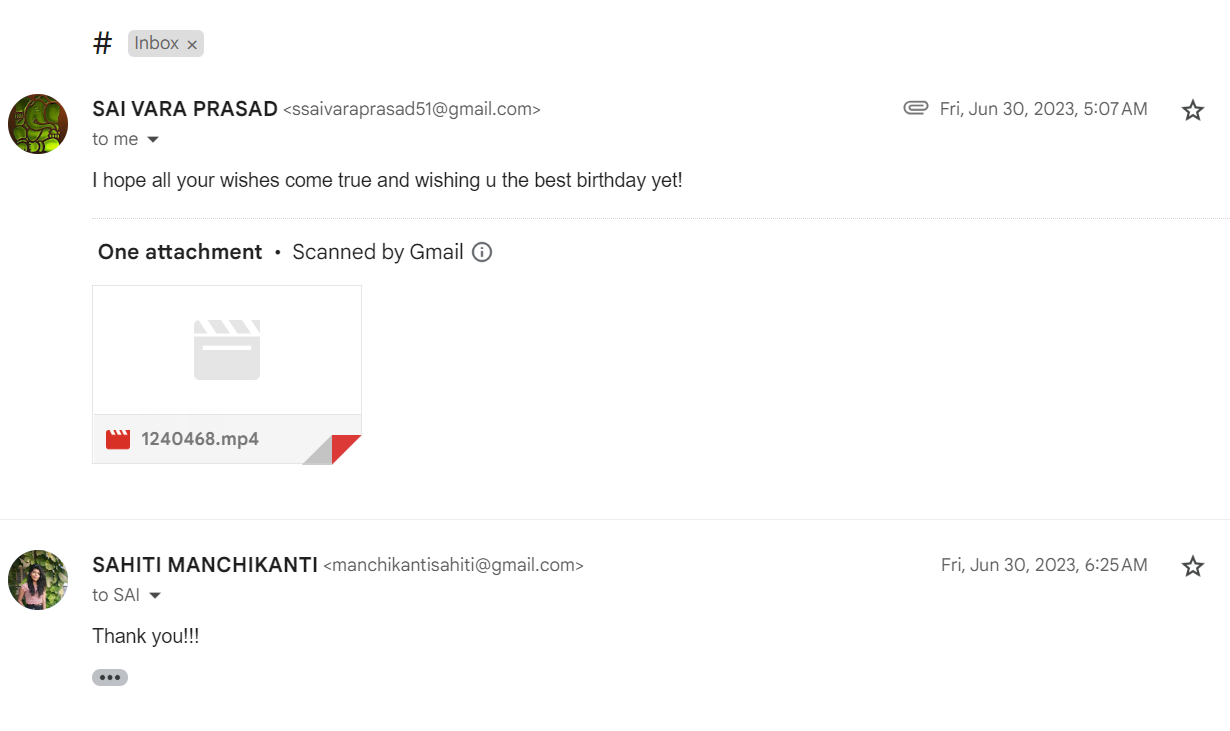 # Inbox ×
SAI VARA PRASAD <ssaivaraprasad51@gmail.com> Fri, Jun 30, 2023, 5:07 AM
to me
I hope all your wishes come true and wishing u the best birthday yet!
One attachment • Scanned by Gmail
1240468.mp4
SAHITI MANCHIKANTI <manchikantisahiti@gmail.com> Fri, Jun 30, 2023, 6:25 AM
to SAI
Thank you!!!
•••